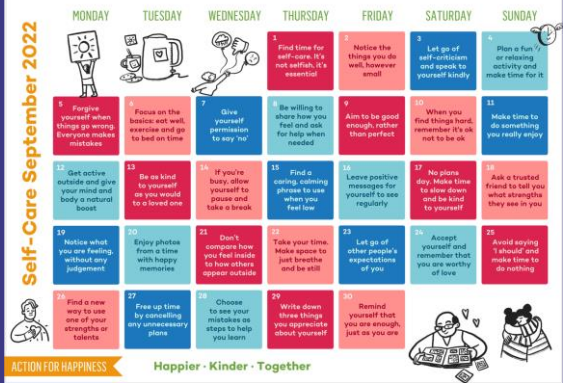 Self-Care September 2022
MONDAY TUESDAY WEDNESDAY THURSDAY FRIDAY SATURDAY SUNDAY
1
Find time for
self-care. It's
not selfish, it's
essential
2
Notice the
things you do
well, however
small
3
Let go of
self-criticism
and speak to
yourself kindly
4
Plan a fun
or relaxing
activity and
make time for it
5
Forgive
yourself when
things go wrong.
Everyone makes
mistakes
6
Focus on the
basics: eat well,
exercise and go
to bed on time
7
Give
yourself
permission
to say 'no'
8
Be willing to
share how you
feel and ask
for help when
needed
9
Aim to be good
enough, rather
than perfect
10
When you
find things hard,
remember it's ok
not to be ok
11
Make time to
do something
you really enjoy
12
Get active
outside and give
your mind and
body a natural
boost
13
Be as kind
to yourself
as you would
to a loved one
14
If you're
busy, allow
yourself to
pause and
take a break
15
Find a
caring, calming
phrase to use
when you
feel low
16
Leave positive
messages for
yourself to see
regularly
17
No plans
day. Make time
to slow down
and be kind
to yourself
18
Ask a trusted
friend to tell you
what strengths
they see in you
19
Notice what
you are feeling,
without any
judgement
20
Enjoy photos
from a time
with happy
memories
21
Don't
compare how
you feel inside
to how others
appear outside
22
Take your time.
Make space to
just breathe
and be still
23
Let go of
other people's
expectations
of you
24
Accept
yourself and
remember that
you are worthy
of love
25
Avoid saying
'I should' and
make time to
do nothing
26
Find a new
way to use
one of your
strengths or
talents
27
Free up time
by cancelling
any unnecessary
plans
28
Choose
to see your
mistakes as
steps to help
you learn
29
Write down
three things
you appreciate
about yourself
30
Remind
yourself that
you are enough,
just as you are
ACTION FOR HAPPINESS
Happier · Kinder · Together